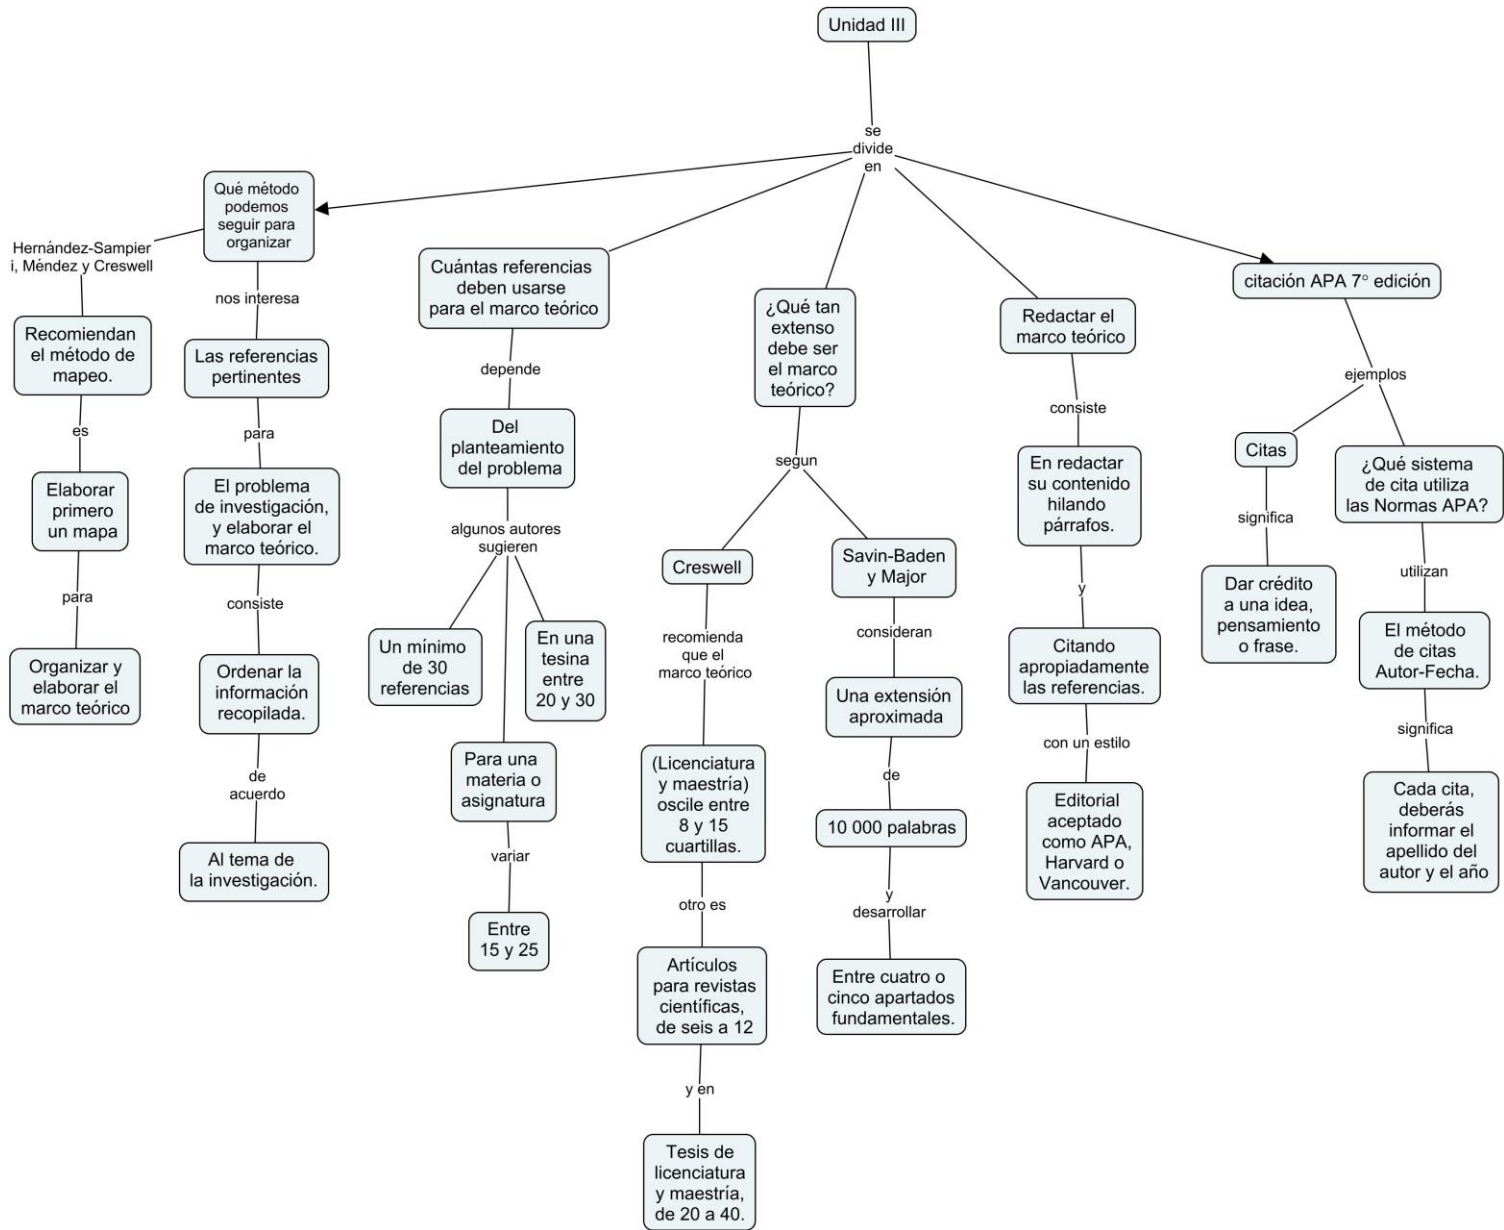 Unidad III
se
divide
en
Qué método
podemos
seguir para
organizar
Hernández-Sampier
i, Méndez y Creswell
Recomiendan
el método de
mapeo.
es
Elaborar
primero
un mapa
para
Organizar y
elaborar el
marco teórico
nos interesa
Las referencias
pertinentes
para
El problema
de investigación,
y elaborar el
marco teórico.
consiste
Ordenar la
información
recopilada.
de
acuerdo
Al tema de
la investigación.
Cuántas referencias
deben usarse
para el marco teórico
depende
Del
planteamiento
del problema
algunos autores
sugieren
Un mínimo
de 30
referencias
Para una
materia o
asignatura
variar
Entre
15 y 25
En una
tesina
entre
20 y 30
¿Qué tan
extenso
debe ser
el marco
teórico?
segun
Creswell
recomienda
que el
marco teórico
(Licenciatura
y maestría)
oscile entre
8 y 15
cuartillas.
otro es
Artículos
para revistas
científicas,
de seis a 12
y en
Tesis de
licenciatura
y maestría,
de 20 a 40.
Savin-Baden
y Major
consideran
Una extensión
aproximada
de
10 000 palabras
y
desarrollar
Entre cuatro o
cinco apartados
fundamentales.
Redactar el
marco teórico
consiste
En redactar
su contenido
hilando
párrafos.
y
Citando
apropiadamente
las referencias.
con un estilo
Editorial
aceptado
como APA,
Harvard o
Vancouver.
citación APA 7° edición
ejemplos
Citas
significa
Dar crédito
a una idea,
pensamiento
o frase.
¿Qué sistema
de cita utiliza
las Normas APA?
utilizan
El método
de citas
Autor-Fecha.
significa
Cada cita,
deberás
informar el
apellido del
autor y el año